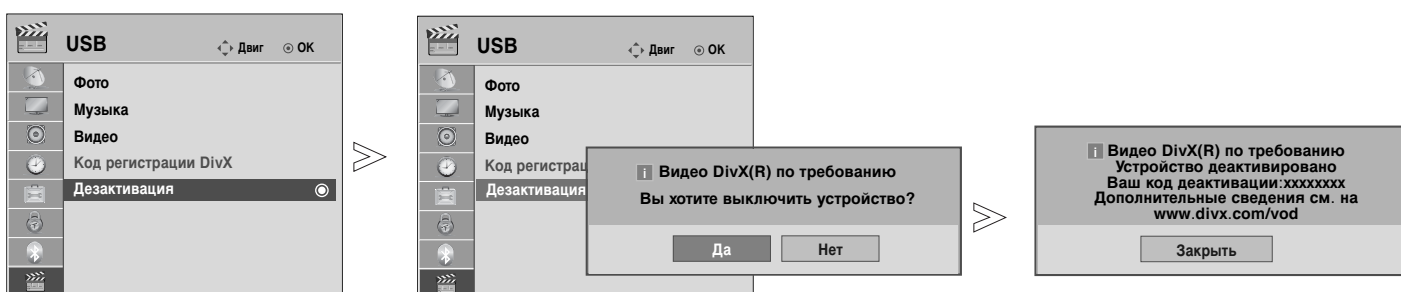 USB
Двиг
OK
Фото
Музыка
Видео
Код регистрации DivX
Дезактивация
USB
Двиг
OK
Фото
Музыка
Видео
Код регистрац
Дезактивация
i Видео DivX(R) по требованию
Вы хотите выключить устройство?
Да
Нет
i Видео DivX(R) по требованию
Устройство деактивировано
Ваш код деактивации:xxxxxxxx
Дополнительные сведения см. на
www.divx.com/vod
Закрыть